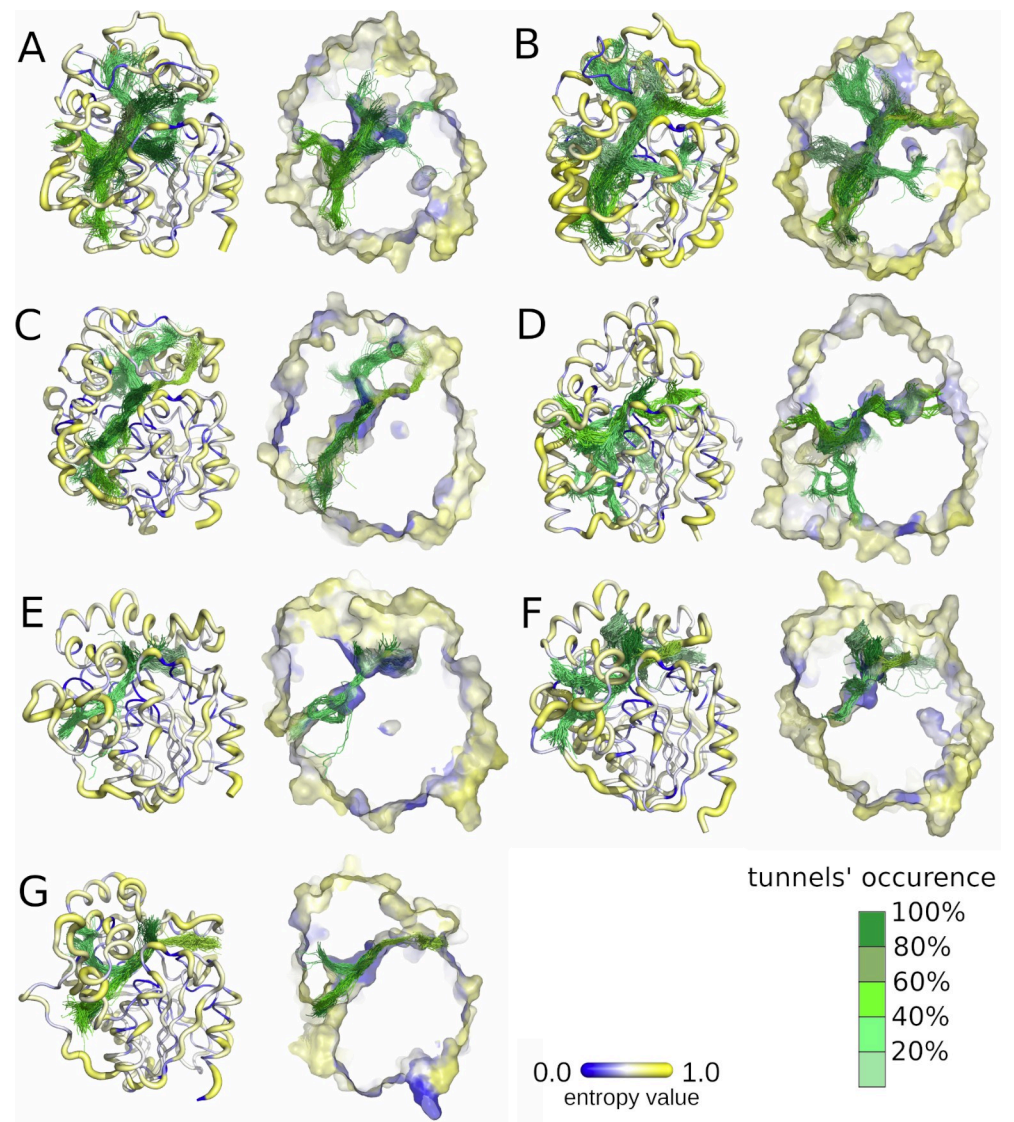 A
B
C
D
E
F
G
tunnels' occurence
100%
80%
60%
40%
20%
0.0 1.0
entropy value